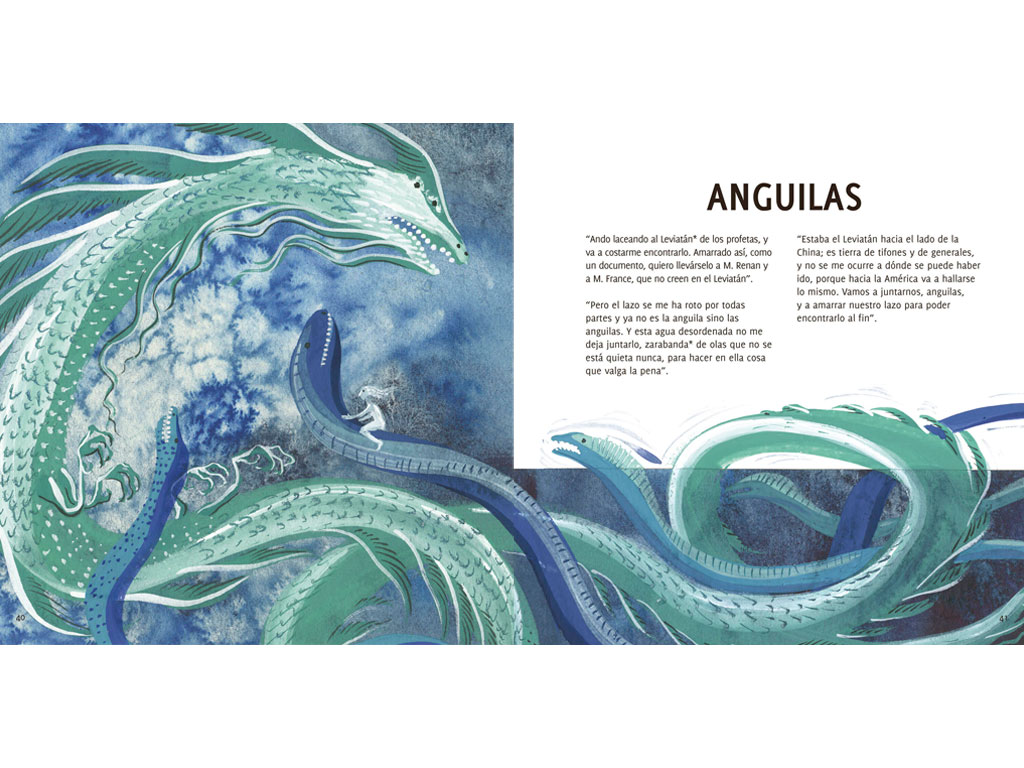 ANGUILAS
“Ando laceando al Leviatán* de los profetas, y
va a costarme encontrarlo. Amarrado así, como
un documento, quiero llevárselo a M. Renan y
a M. France, que no creen en el Leviatán”.
“Pero el lazo se me ha roto por todas
partes y ya no es la anguila sino las
anguilas. Y esta agua desordenada no me
deja juntarlo, zarabanda* de olas que no se
está quieta nunca, para hacer en ella cosa
que valga la pena”.
“Estaba el Leviatán hacia el lado de la
China; es tierra de tifones y de generales,
y no se me ocurre a dónde se puede haber
ido, porque hacia la América va a hallarse
lo mismo. Vamos a juntarnos, anguilas,
y a amarrar nuestro lazo para poder
encontrarlo al fin”.
40
41